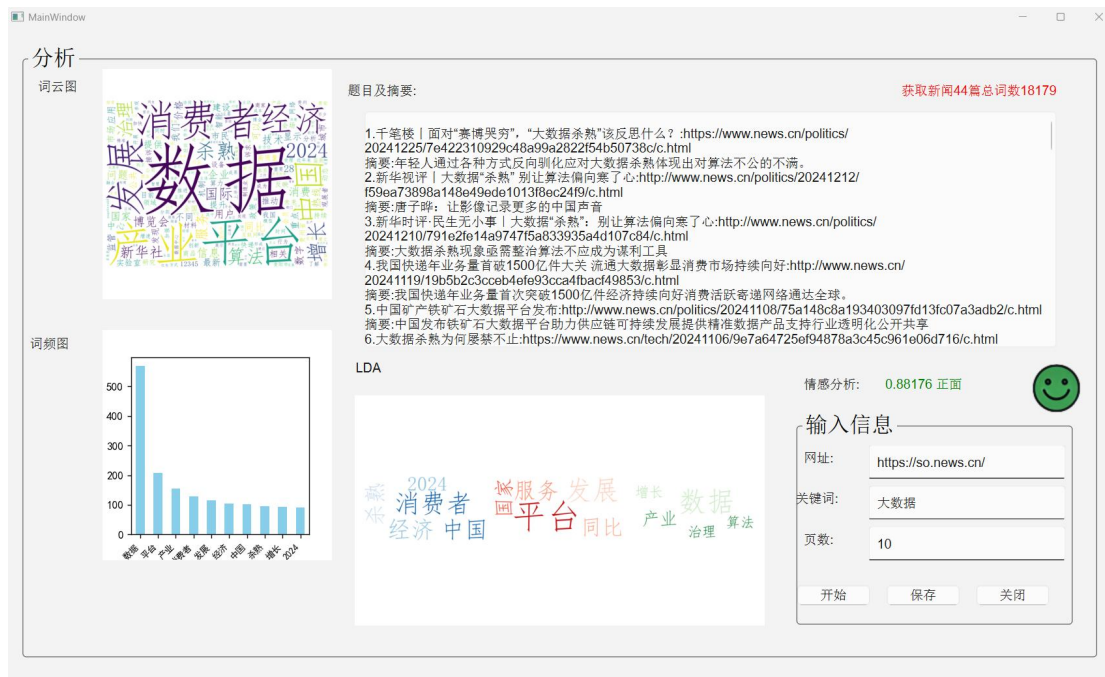 MainWindow
分析
词云图
消费者经济
治理
杀熟
2024
发展
数据
中国
国际
博览会
用户
产业平台
增长
新华社
信息
算法
题目及摘要:
获取新闻44篇总词数18179
1.千笔楼丨面对“赛博哭穷”，“大数据杀熟”该反思什么？:https://www.news.cn/politics/
20241225/7e422310929c48a99a2822f54b50738c/c.html
摘要:年轻人通过各种方式反向驯化应对大数据杀熟体现出对算法不公的不满。
2.新华视评丨大数据“杀熟” 别让算法偏向寒了心:http://www.news.cn/politics/20241212/
f59ea73898a148e49ede1013f8ec24f9/c.html
摘要:唐子晔：让影像记录更多的中国声音
3.新华时评·民生无小事丨大数据“杀熟”：别让算法偏向寒了心:http://www.news.cn/politics/
20241210/791e2fe14a9747f5a833935a4d107c84/c.html
摘要:大数据杀熟现象亟需整治算法不应成为谋利工具
4.我国快递年业务量首破1500亿件大关 流通大数据彰显消费市场持续向好:http://www.news.cn/
20241119/19b5b2c3cceb4efe93cca4fbacf49853/c.html
摘要:我国快递年业务量首次突破1500亿件经济持续向好消费活跃寄递网络通达全球。
5.中国矿产铁矿石大数据平台发布:http://www.news.cn/politics/20241108/75a148c8a193403097fd13fc07a3adb2/c.html
摘要:中国发布铁矿石大数据平台助力供应链可持续发展提供精准数据产品支持行业透明化公开共享
6.大数据杀熟为何屡禁不止:https://www.news.cn/tech/20241106/9e7a64725ef94878a3c45c961e06d716/c.html
词频图
500
400
300
200
100
0
数据
平台
产业
消费者
发展
经济
中国
杀熟
增长
2024
LDA
杀熟
2024
消费者
经济
中国
国家
服务
发展
平台
同比
增长
数据
产业
治理
算法
情感分析:
0.88176 正面
输入信息
网址:
https://so.news.cn/
关键词:
大数据
页数:
10
开始
保存
关闭